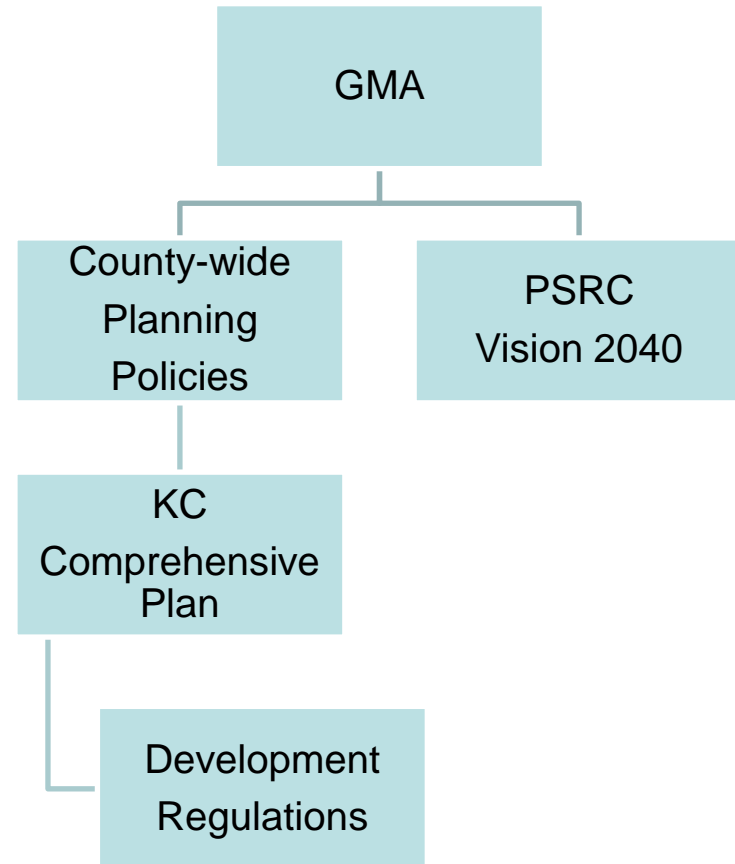 GMA
County-wide
Planning
Policies
PSRC
Vision 2040
KC
Comprehensive
Plan
Development
Regulations